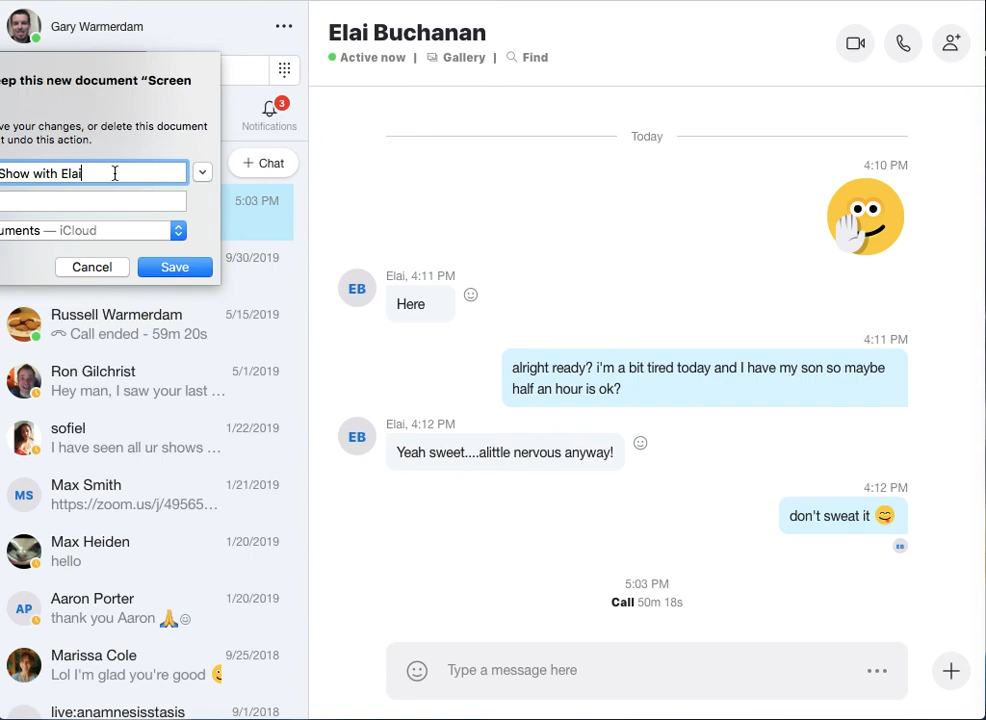 Gary Warmerdam
eep this new document “Screen
ve your changes, or delete this document
t undo this action.
Show with Elai
uments — iCloud
Cancel
Save
3
Notifications
+ Chat
5:03 PM
9/30/2019
Russell Warmerdam
5/15/2019
Call ended - 59m 20s
Ron Gilchrist
5/1/2019
Hey man, I saw your last ...
sofiel
1/22/2019
I have seen all ur shows ...
MS
Max Smith
1/21/2019
https://zoom.us/j/49565...
Max Heiden
1/20/2019
hello
AP
Aaron Porter
1/20/2019
thank you Aaron 🙏
Marissa Cole
9/25/2018
Lol I'm glad you're good
live:anamnesisstasis
9/1/2018
Elai Buchanan
Active now | Gallery | Find
Today
4:10 PM
EB
Elai, 4:11 PM
Here
4:11 PM
alright ready? i'm a bit tired today and I have my son so maybe
half an hour is ok?
EB
Elai, 4:12 PM
Yeah sweet....alittle nervous anyway!
4:12 PM
don't sweat it 😋
EB
5:03 PM
Call 50m 18s
Type a message here